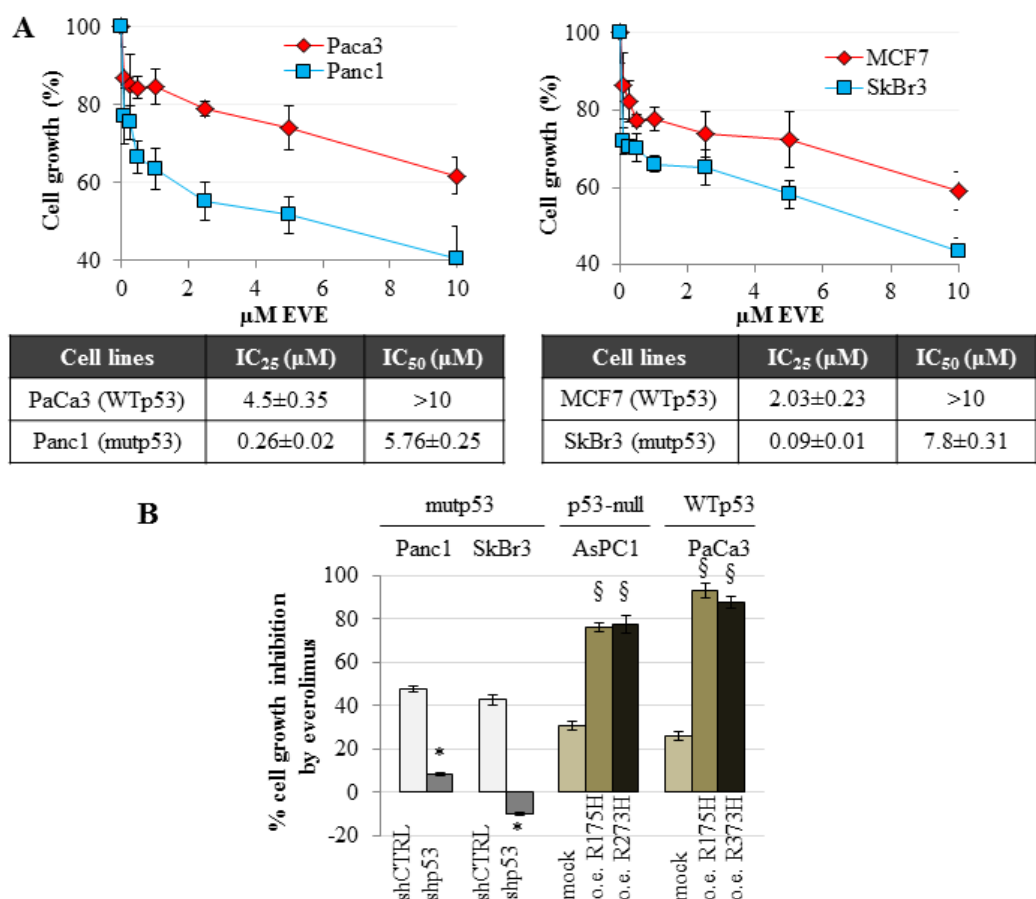 A
100
80
60
40
Cell growth (%)
Paca3
Panc1
0 2 4 6 8 10
µM EVE
100
80
60
40
Cell growth (%)
MCF7
SkBr3
0 2 4 6 8 10
µM EVE
Cell lines IC25 (µM) IC50 (µM)
PaCa3 (WTp53) 4.5±0.35 >10
Panc1 (mutp53) 0.26±0.02 5.76±0.25
Cell lines IC25 (µM) IC50 (µM)
MCF7 (WTp53) 2.03±0.23 >10
SkBr3 (mutp53) 0.09±0.01 7.8±0.31
B
mutp53 p53-null WTp53
Panc1 SkBr3 AsPC1 PaCa3
% cell growth inhibition
by everolimus
100
80
60
40
20
0
-20
* * § § § §
shCTRL
shp53
shCTRL
shp53
mock
o.e. R175H
o.e. R273H
mock
o.e. R175H
o.e. R373H